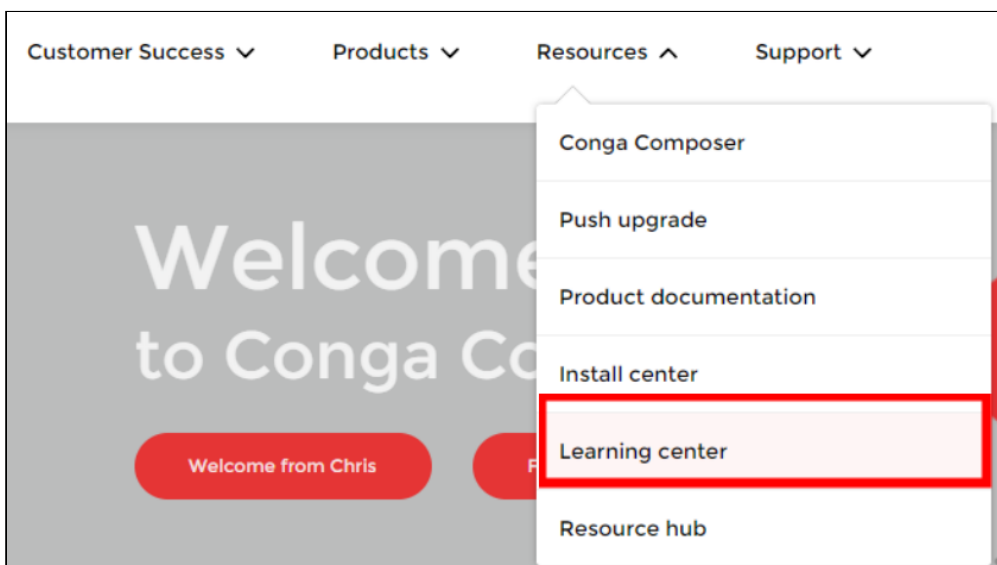 Customer Success
Products
Resources
Support
Conga Composer
Push upgrade
Product documentation
Install center
Learning center
Resource hub
Welcome
to Conga Co
Welcome from Chris
F